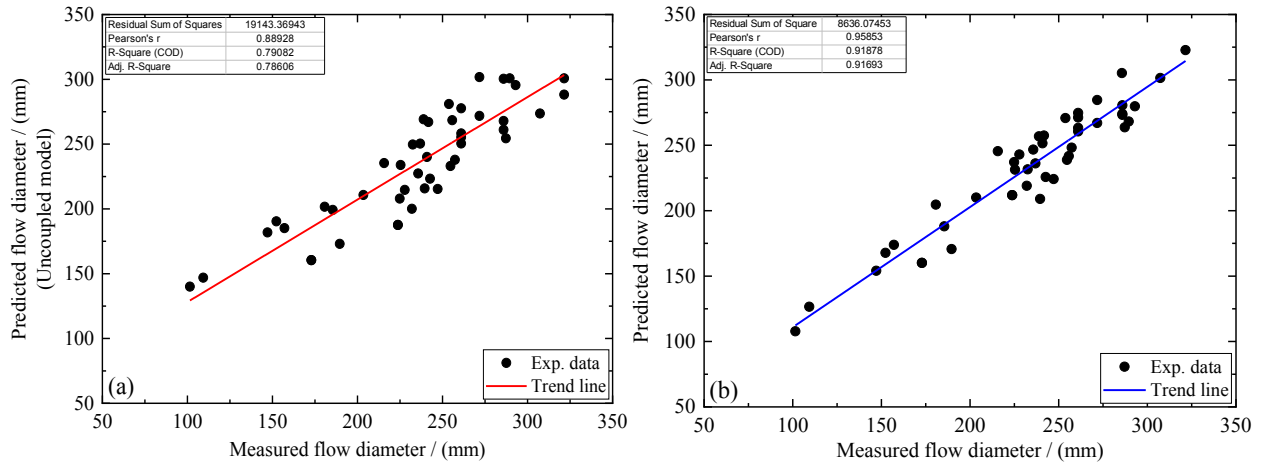 Residual Sum of Squares 19143.36943
Pearson's r 0.88928
R-Square (COD) 0.79082
Adj. R-Square 0.78606
350
300
250
200
150
100
50
Predicted flow diameter / (mm)
(Uncoupled model)
Exp. data
Trend line
(a)
50 100 150 200 250 300 350
Measured flow diameter / (mm)
Residual Sum of Squares 8636.07453
Pearson's r 0.95853
R-Square (COD) 0.91878
Adj. R-Square 0.91693
350
300
250
200
150
100
50
Predicted flow diameter / (mm)
Exp. data
Trend line
(b)
50 100 150 200 250 300 350
Measured flow diameter / (mm)